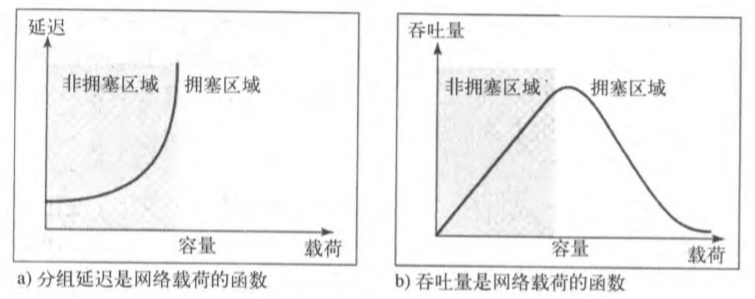 延迟
非拥塞区域
拥塞区域
容量
载荷
a) 分组延迟是网络载荷的函数
吞吐量
非拥塞区域
拥塞区域
容量
载荷
b) 吞吐量是网络载荷的函数